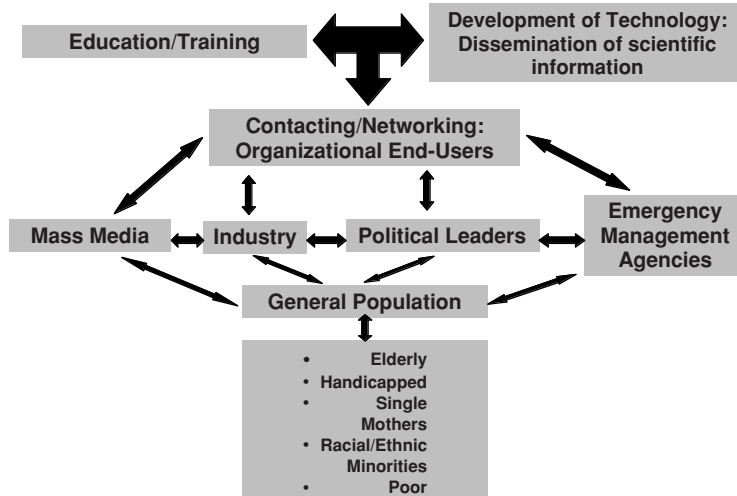 Education/Training
Development of Technology:
Dissemination of scientific
information
Contacting/Networking:
Organizational End-Users
Mass Media
Industry
Political Leaders
Emergency
Management
Agencies
General Population
• Elderly
• Handicapped
• Single
Mothers
• Racial/Ethnic
Minorities
• Poor